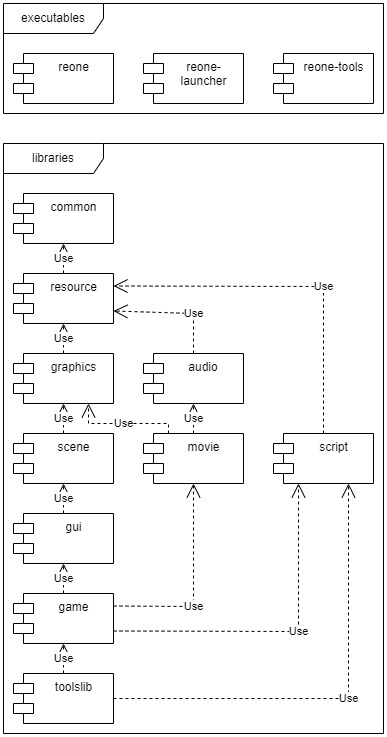 executables
reone
reone-
launcher
reone-tools
libraries
common
Use
resource
Use
Use
Use
graphics
audio
Use
Use
Use
scene
movie
script
Use
gui
Use
game
Use
Use
Use
toolslib
Use